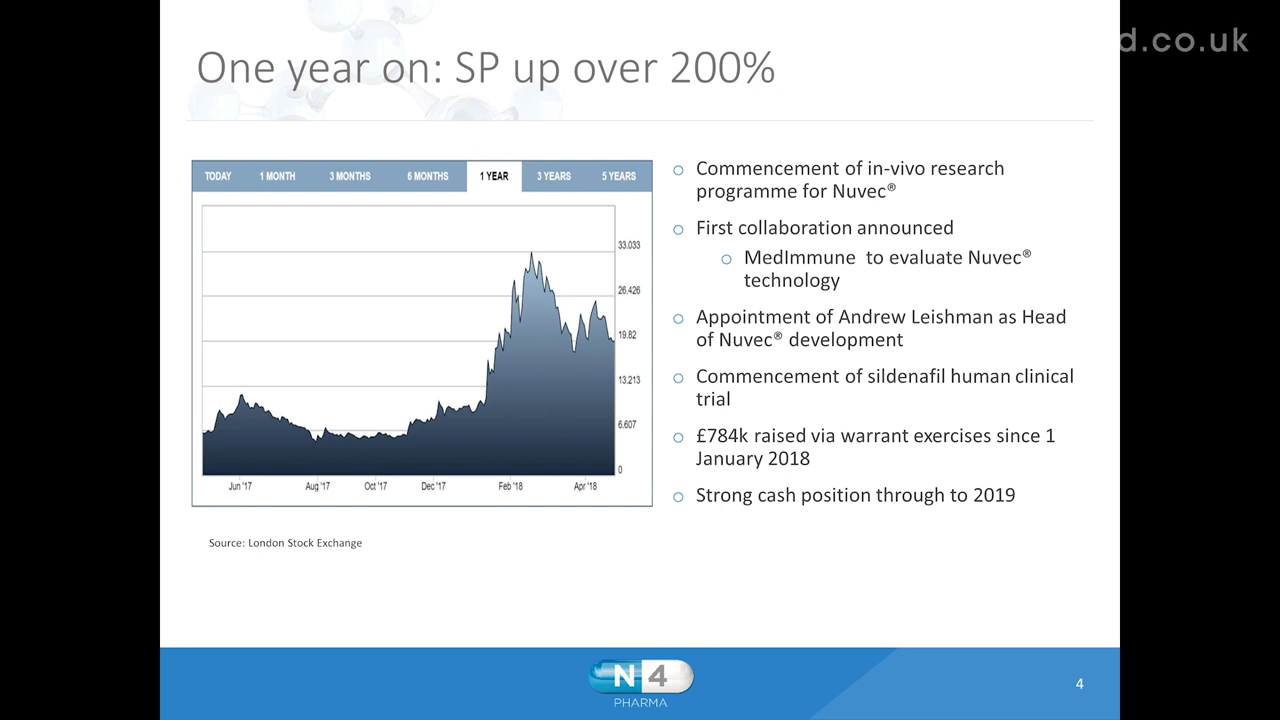 d.co.uk
One year on: SP up over 200%
TODAY 1 MONTH 3 MONTHS 6 MONTHS 1 YEAR 3 YEARS 5 YEARS
33.033
26.426
19.82
13.213
6.607
0
Jun '17 Aug '17 Oct '17 Dec '17 Feb '18 Apr '18
Source: London Stock Exchange
Commencement of in-vivo research
programme for Nuvec®
First collaboration announced
MedImmune to evaluate Nuvec®
technology
Appointment of Andrew Leishman as Head
of Nuvec® development
Commencement of sildenafil human clinical
trial
£784k raised via warrant exercises since 1
January 2018
Strong cash position through to 2019
N4
PHARMA
4